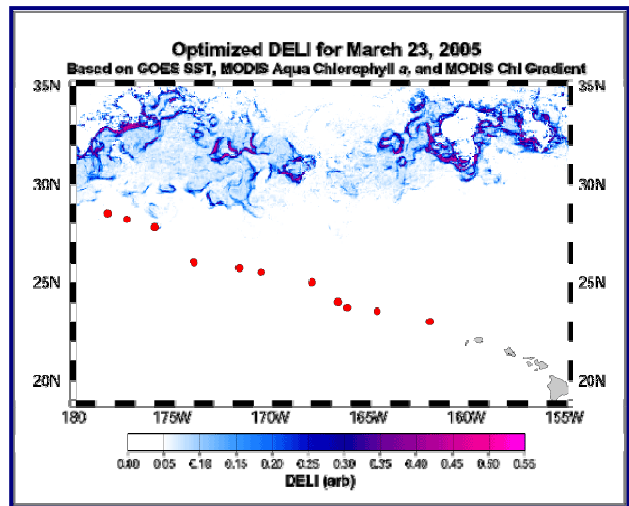 Optimized DELI for March 23, 2005
Based on GOES SST, MODIS Aqua Chlorophyll a, and MODIS Chl Gradient
35N 35N
30N 30N
25N 25N
20N 20N
180 175W 170W 165W 160W 155W
0.00 0.05 0.10 0.15 0.20 0.25 0.30 0.35 0.40 0.45 0.50 0.55
DELI (arb)